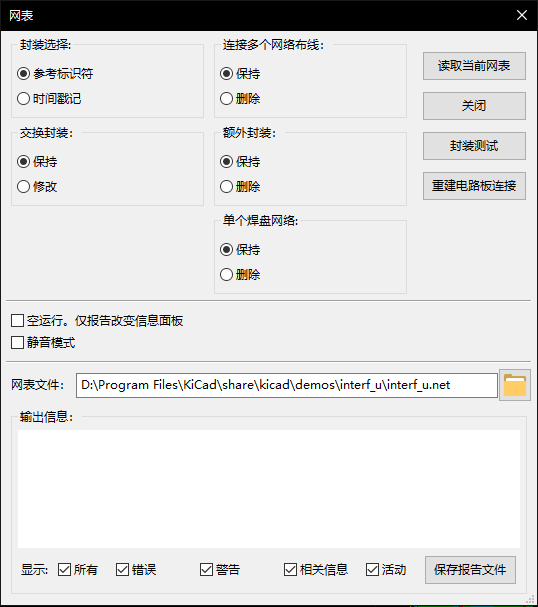 网表
封装选择:
参考标识符
时间戳记
连接多个网络布线:
保持
删除
读取当前网表
关闭
封装测试
重建电路板连接
交换封装:
保持
修改
额外封装:
保持
删除
单个焊盘网络:
保持
删除
空运行。仅报告改变信息面板
静音模式
网表文件: D:\Program Files\KiCad\share\kicad\demos\interf_u\interf_u.net
输出信息:
显示: 所有 错误 警告 相关信息 活动 保存报告文件